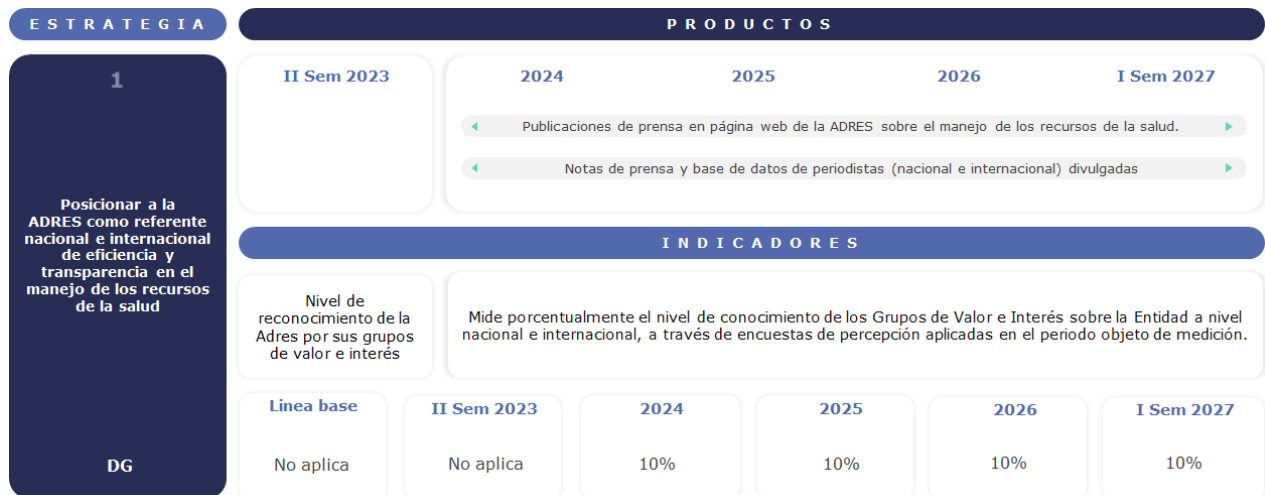 ESTRATEGIA
PRODUCTOS
1
Posicionar a la
ADRES como referente
nacional e internacional
de eficiencia y
transparencia en el
manejo de los recursos
de la salud
DG
II Sem 2023
2024
2025
2026
I Sem 2027
Publicaciones de prensa en página web de la ADRES sobre el manejo de los recursos de la salud.
Notas de prensa y base de datos de periodistas (nacional e internacional) divulgadas
INDICADORES
Nivel de
reconocimiento de la
Adres por sus grupos
de valor e interés
Mide porcentualmente el nivel de conocimiento de los Grupos de Valor e Interés sobre la Entidad a nivel
nacional e internacional, a través de encuestas de percepción aplicadas en el periodo objeto de medición.
Linea base
II Sem 2023
2024
2025
2026
I Sem 2027
No aplica
No aplica
10%
10%
10%
10%